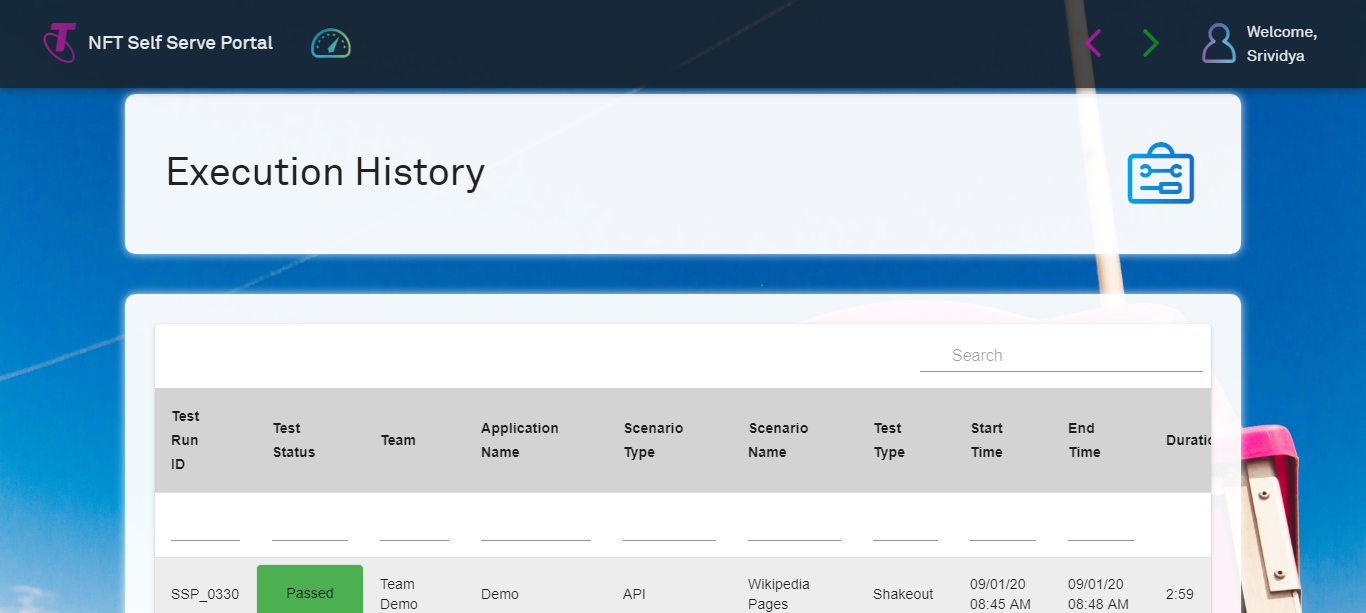 NFT Self Serve Portal
Welcome,
Srividya
Execution History
Search
Test
Run
ID
Test
Status
Team
Application
Name
Scenario
Type
Scenario
Name
Test
Type
Start
Time
End
Time
SSP_0330
Passed
Team
Demo
Demo
API
Wikipedia
Pages
Shakeout
09/01/20
08:45 AM
09/01/20
08:48 AM
2:59